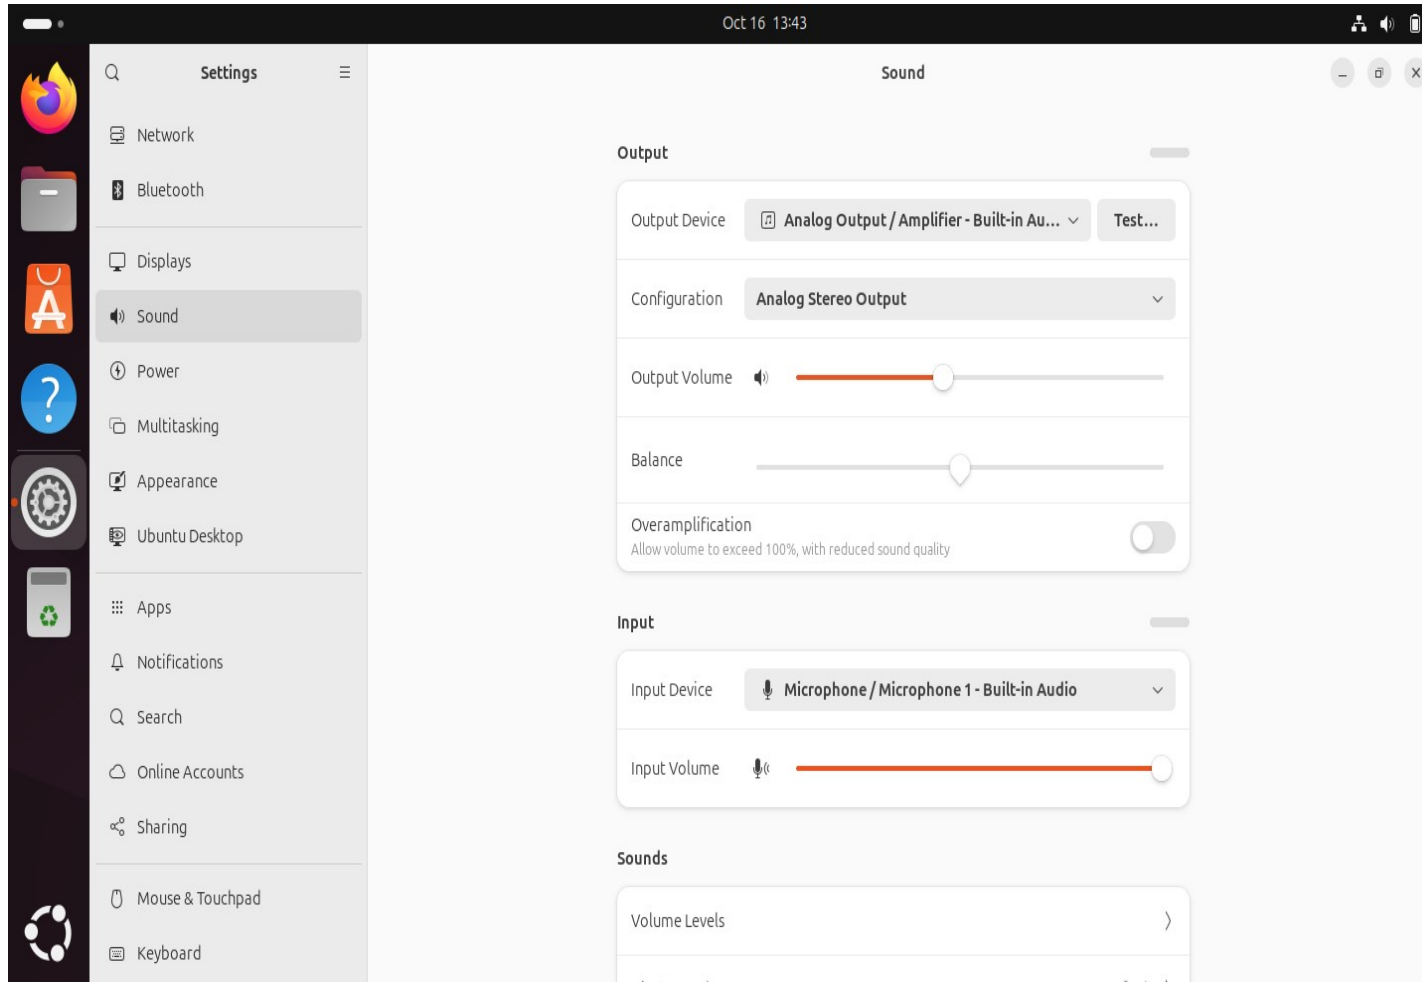 Oct 16 13:43
Settings
Sound
Network
Bluetooth
Displays
Sound
Power
Multitasking
Appearance
Ubuntu Desktop
Apps
Notifications
Search
Online Accounts
Sharing
Mouse & Touchpad
Keyboard
Output
Output Device
Analog Output / Amplifier - Built-in Au...
Test...
Configuration
Analog Stereo Output
Output Volume
Balance
Overamplification
Allow volume to exceed 100%, with reduced sound quality
Input
Input Device
Microphone / Microphone 1 - Built-in Audio
Input Volume
Sounds
Volume Levels